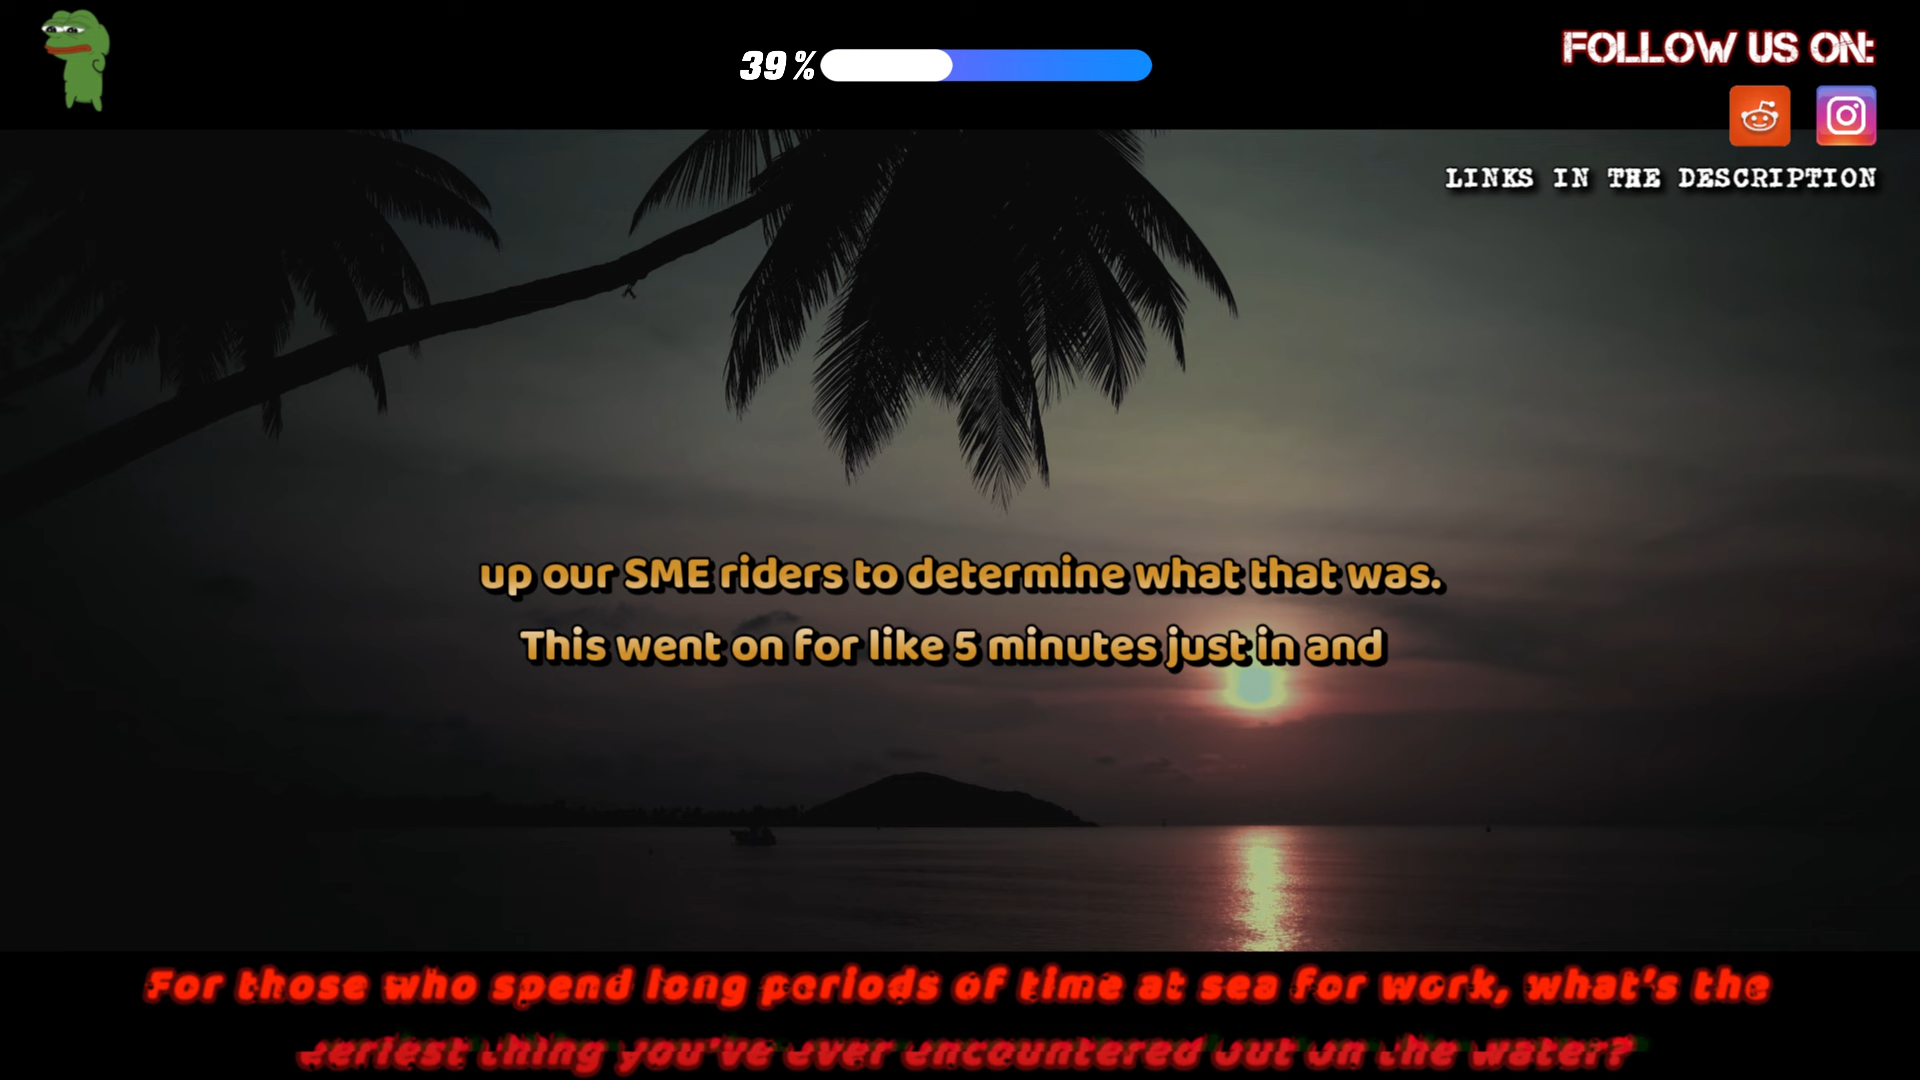 39%
FOLLOW US ON:
LINKS IN THE DESCRIPTION
up our SME riders to determine what that was.
This went on for like 5 minutes just in and
For those who spend long periods of time at sea for work, what's the
eeriest thing you've ever encountered out on the water?